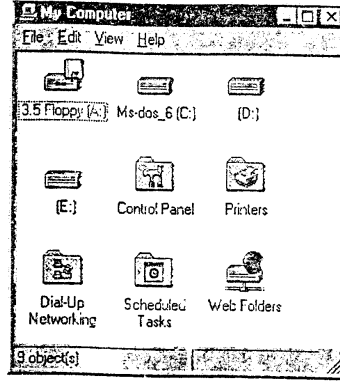 My Computer
File Edit View Help
3.5 Floppy (A:) Ms-dos_6 (C:) (D:)
(E:) Control Panel Printers
Dial-Up Networking Scheduled Tasks Web Folders
9 object(s)